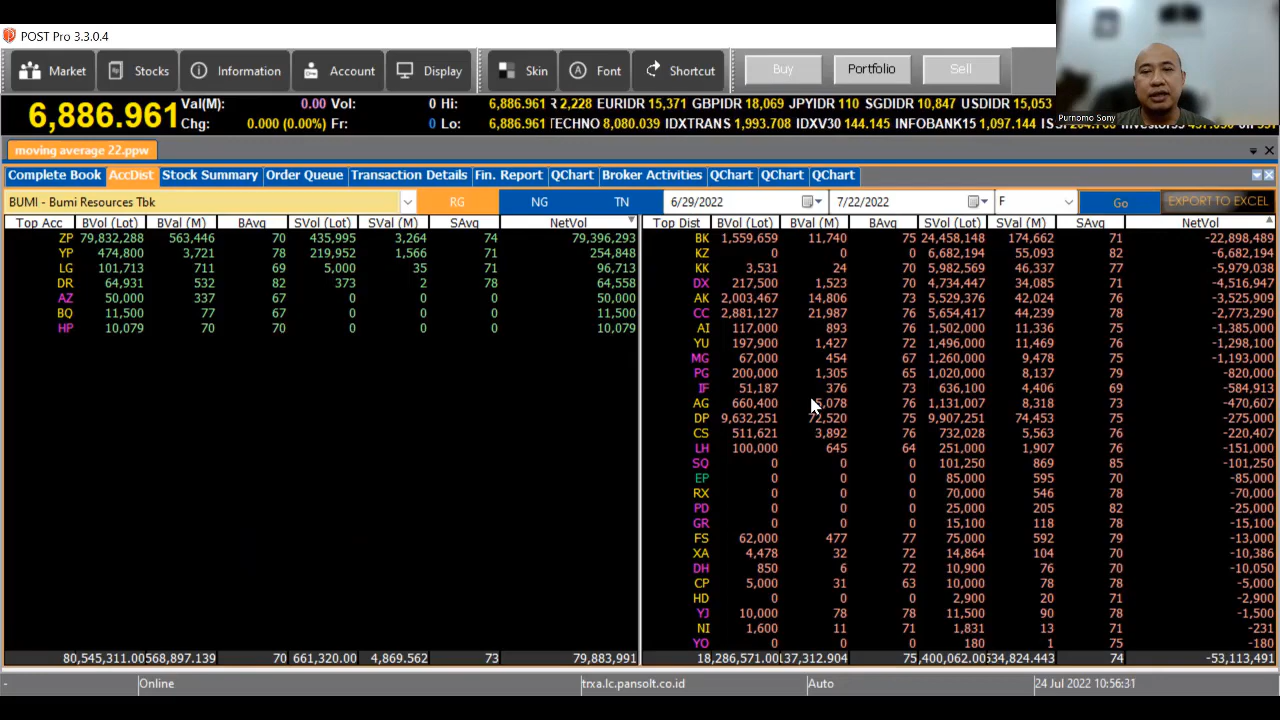 POST Pro 3.3.0.4
Market Stocks Information Account Display Skin Font Shortcut Buy Portfolio Sell
Purnomo Sony
6,886.961 Val(M): 0.00 Vol: 0 Hi: 6,886.961 2,228 EURIDR 15,371 GBPIDR 18,069 JPYIDR 110 SGDIDR 10,847 USDIDR 15,053
Chg: 0.000 (0.00%) Fr: 0 Lo: 6,886.961 TECHNO 8,080.039 IDXTRANS 1,993.708 IDXV30 144.145 INFOBANK15 1,097.144
moving average 22.ppw
Complete Book AccDist Stock Summary Order Queue Transaction Details Fin. Report QChart Broker Activities QChart QChart QChart
BUMI - Bumi Resources Tbk RG NG TN 6/29/2022 7/22/2022 F Go EXPORT TO EXCEL
Top Acc BVol (Lot) BVal (M) BAvg SVol (Lot) SVal (M) SAvg NetVol Top Dist BVol (Lot) BVal (M) BAvg SVol (Lot) SVal (M) SAvg NetVol
ZP 79,832,288 563,446 70 435,995 3,264 74 79,396,293 BK 1,559,659 11,740 75 24,458,148 174,662 71 -22,898,489
YP 474,800 3,721 78 219,952 1,566 71 254,848 KZ 0 0 0 6,682,194 55,093 82 -6,682,194
LG 101,713 711 69 5,000 35 71 96,713 KK 3,531 24 70 5,982,569 46,337 77 -5,979,038
DR 64,931 532 82 373 2 78 64,558 DX 217,500 1,523 70 4,734,447 34,085 71 -4,516,947
AZ 50,000 337 67 0 0 0 50,000 AK 2,003,467 14,806 73 5,529,376 42,024 76 -3,525,909
BQ 11,500 77 67 0 0 0 11,500 CC 2,881,127 21,987 76 5,654,417 44,239 78 -2,773,290
HP 10,079 70 70 0 0 0 10,079 AI 117,000 893 76 1,502,000 11,336 75 -1,385,000
YU 197,900 1,427 72 1,496,000 11,469 76 -1,298,100
MG 67,000 454 67 1,260,000 9,478 75 -1,193,000
PG 200,000 1,305 65 1,020,000 8,137 79 -820,000
IF 51,187 376 73 636,100 4,406 69 -584,913
AG 660,400 5,078 76 1,131,007 8,318 73 -470,607
DP 9,632,251 72,520 75 9,907,251 74,453 75 -275,000
CS 511,621 3,892 76 732,028 5,563 76 -220,407
LH 100,000 645 64 251,000 1,907 76 -151,000
SQ 0 0 0 101,250 869 85 -101,250
EP 0 0 0 85,000 595 70 -85,000
RX 0 0 0 70,000 546 78 -70,000
PD 0 0 0 25,000 205 82 -25,000
GR 0 0 0 15,100 118 78 -15,100
FS 62,000 477 77 75,000 592 79 -13,000
XA 4,478 32 72 14,864 104 70 -10,386
DH 850 6 72 10,900 76 70 -10,050
CP 5,000 31 63 10,000 78 78 -5,000
HD 0 0 0 2,900 20 71 -2,900
YJ 10,000 78 78 11,500 90 78 -1,500
NI 1,600 11 71 1,831 13 71 -231
YO 0 0 0 180 1 75 -180
80,545,311.00 568,897.139 70 661,320.00 4,869.562 73 79,883,991 18,286,571.00 137,312.904 75 ,400,062.00 534,824.443 74 -53,113,491
- Online trxa.lc.pansolt.co.id Auto 24 Jul 2022 10:56:31